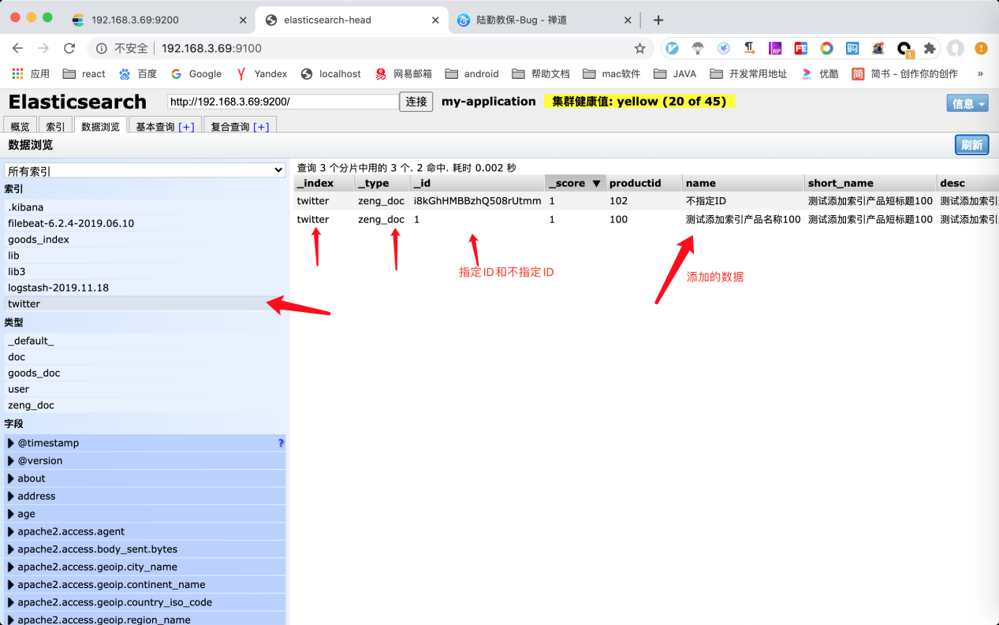 192.168.3.69:9200
elasticsearch-head
陆勤教保-Bug - 禅道
不安全 192.168.3.69:9100
应用 react 百度 Google Yandex localhost 网易邮箱 android 帮助文档 mac软件 JAVA 开发常用地址 优酷 简书 - 创作你的创作 »
Elasticsearch http://192.168.3.69:9200/ 连接 my-application 集群健康值: yellow (20 of 45) 信息
概览 索引 数据浏览 基本查询 [+] 复合查询 [+]
数据浏览 刷新
所有索引
索引
.kibana
filebeat-6.2.4-2019.06.10
goods_index
lib
lib3
logstash-2019.11.18
twitter
类型
_default_
doc
goods_doc
user
zeng_doc
字段
@timestamp ?
@version
about
address
age
apache2.access.agent
apache2.access.body_sent.bytes
apache2.access.geoip.city_name
apache2.access.geoip.continent_name
apache2.access.geoip.country_iso_code
apache2.access.geoip.region_name
查询 3 个分片中用的 3 个. 2 命中. 耗时 0.002 秒
_index _type _id _score ▼ productid name short_name desc
twitter zeng_doc i8kGhHMBBzhQ508rUtmm 1 102 不指定ID 测试添加索引产品短标题100 测试添加索引
twitter zeng_doc 1 1 100 测试添加索引产品名称100 测试添加索引产品短标题100 测试添加索引
指定ID和不指定ID
添加的数据